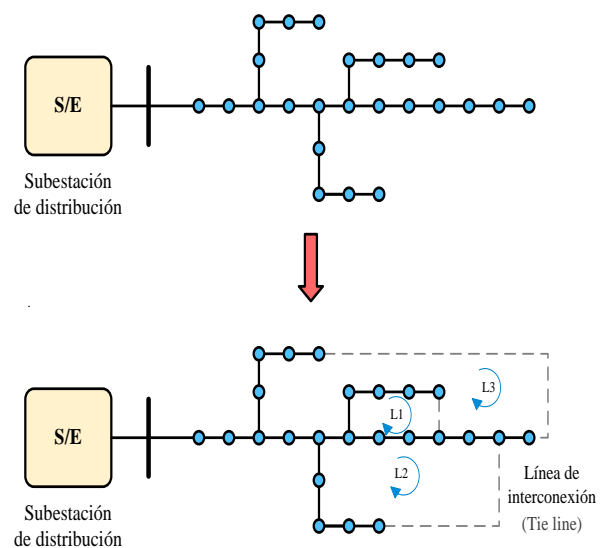 S/E
Subestación
de distribución
.
L3
L1
S/E
L2
Línea de
interconexión
(Tie line)
Subestación
de distribución